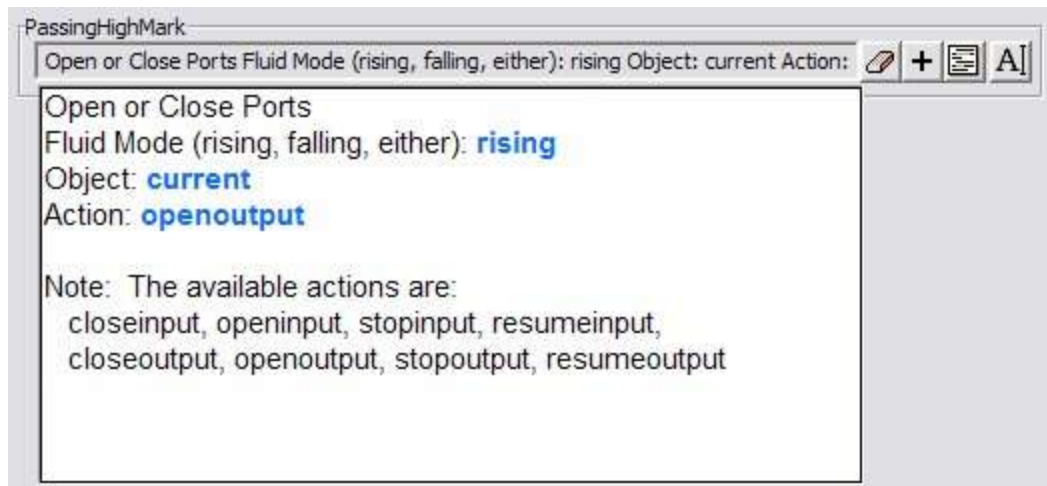 PassingHighMark
Open or Close Ports Fluid Mode (rising, falling, either): rising Object: current Action:
Open or Close Ports
Fluid Mode (rising, falling, either): rising
Object: current
Action: openoutput
Note:  The available actions are:
closeinput, openinput, stopinput, resumeinput,
closeoutput, openoutput, stopoutput, resumeoutput